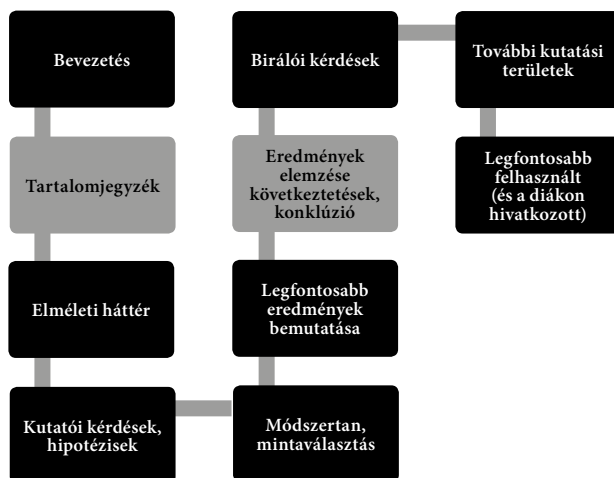 Bevezetés
Tartalomjegyzék
Elméleti háttér
Kutatói kérdések,
hipotézisek
Módszertan,
mintaválasztás
Legfontosabb
eredmények
bemutatása
Eredmények
elemzése
következtetések,
konklúzió
Birálói kérdések
További kutatási
területek
Legfontosabb
felhasznált
(és a diákon
hivatkozott)